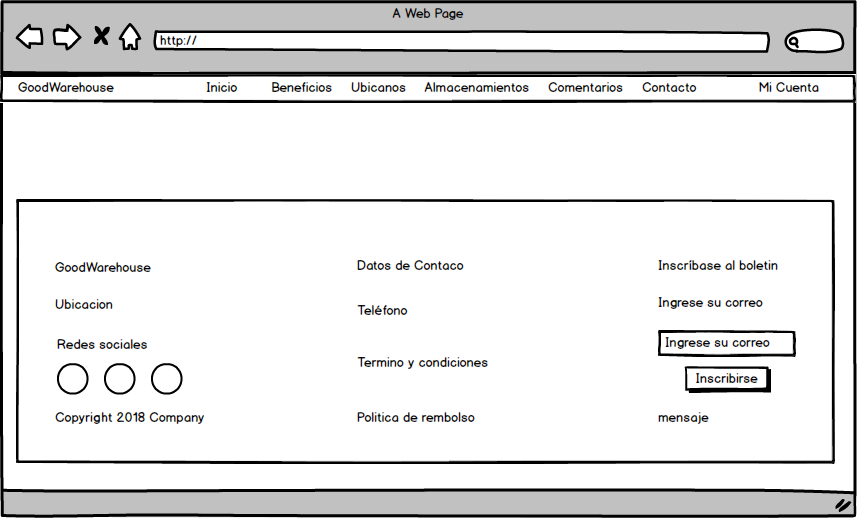 A Web Page
http://
GoodWarehouse Inicio Beneficios Ubicanos Almacenamientos Comentarios Contacto Mi Cuenta
GoodWarehouse
Ubicacion
Redes sociales
Copyright 2018 Company
Datos de Contaco
Teléfono
Termino y condiciones
Politica de rembolso
Inscríbase al boletin
Ingrese su correo
Ingrese su correo
Inscribirse
mensaje